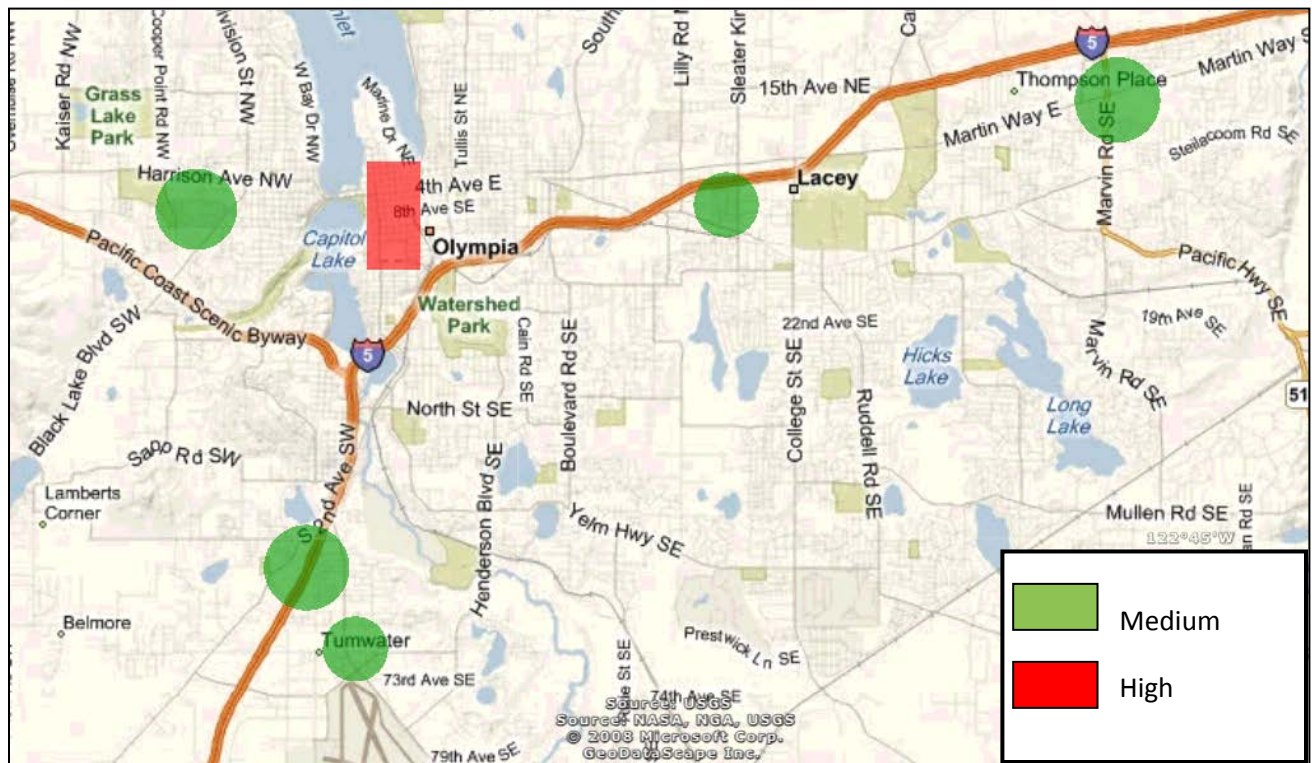 Kaiser Rd NW
Cooper Point Rd NW
Division St NW
W Bay Dr NW
Marine Dr NE
Tullis St NE
Lilly Rd N
Sleater Kin
15th Ave NE
5
Thompson Place
Martin Way E
Martin Way
Steilacoom Rd SE
Grass
Lake
Park
Harrison Ave NW
4th Ave E
8th Ave SE
Lacey
Olympia
Capitol
Lake
Marvin Rd SE
Pacific Hwy SE
Pacific Coast Scenic Byway
Watershed
Park
Cain Rd SE
Boulevard Rd SE
22nd Ave SE
19th Ave SE
Hicks
Lake
Marvin Rd SE
Long
Lake
51
5
Black Lake Blvd SW
North St SE
College St SE
Ruddell Rd SE
Sapp Rd SW
S 2nd Ave SW
Henderson Blvd SE
Yelm Hwy SE
Lamberts
Corner
Mullen Rd SE
122°45'W
Belmore
Tumwater
73rd Ave SE
Prestwick Ln SE
74th Ave SE
79th Ave SE
Source: USGS
Source: NASA, NGA, USGS
© 2008 Microsoft Corp.
GeoDataScape Inc.
Medium
High